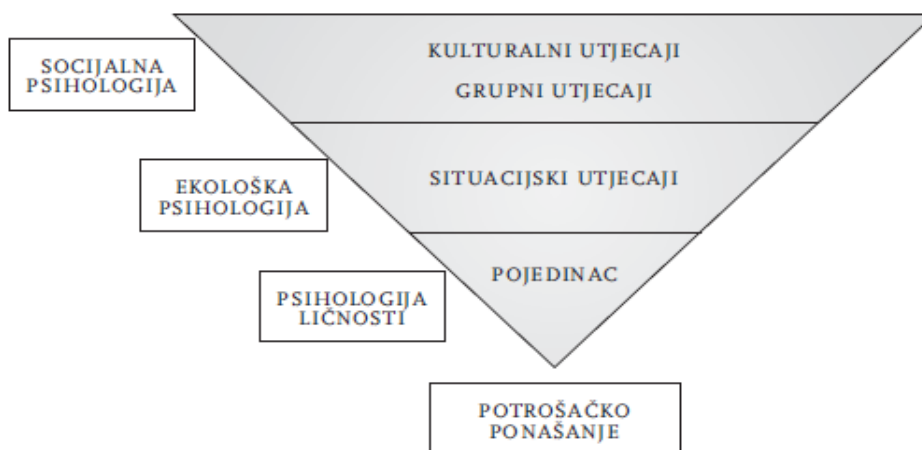 KULTURALNI UTJECAJI
GRUPNI UTJECAJI
SOCIJALNA
PSIHOLOGIJA
SITUACIJSKI UTJECAJI
EKOLOŠKA
PSIHOLOGIJA
POJEDINAC
PSIHOLOGIJA
LIČNOSTI
POTROŠAČKO
PONAŠANJE